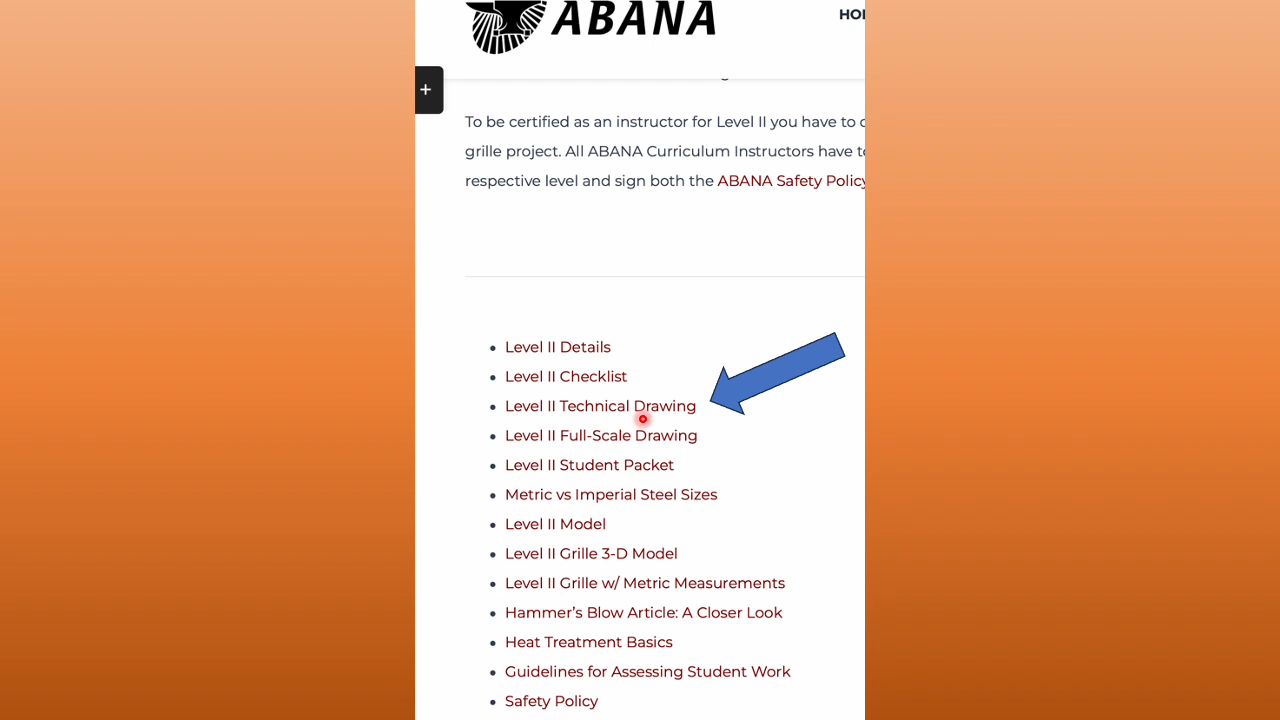 ABANA
HO
+
To be certified as an instructor for Level II you have to
grille project. All ABANA Curriculum Instructors have to
respective level and sign both the ABANA Safety Policy
Level II Details
Level II Checklist
Level II Technical Drawing
Level II Full-Scale Drawing
Level II Student Packet
Metric vs Imperial Steel Sizes
Level II Model
Level II Grille 3-D Model
Level II Grille w/ Metric Measurements
Hammer’s Blow Article: A Closer Look
Heat Treatment Basics
Guidelines for Assessing Student Work
Safety Policy